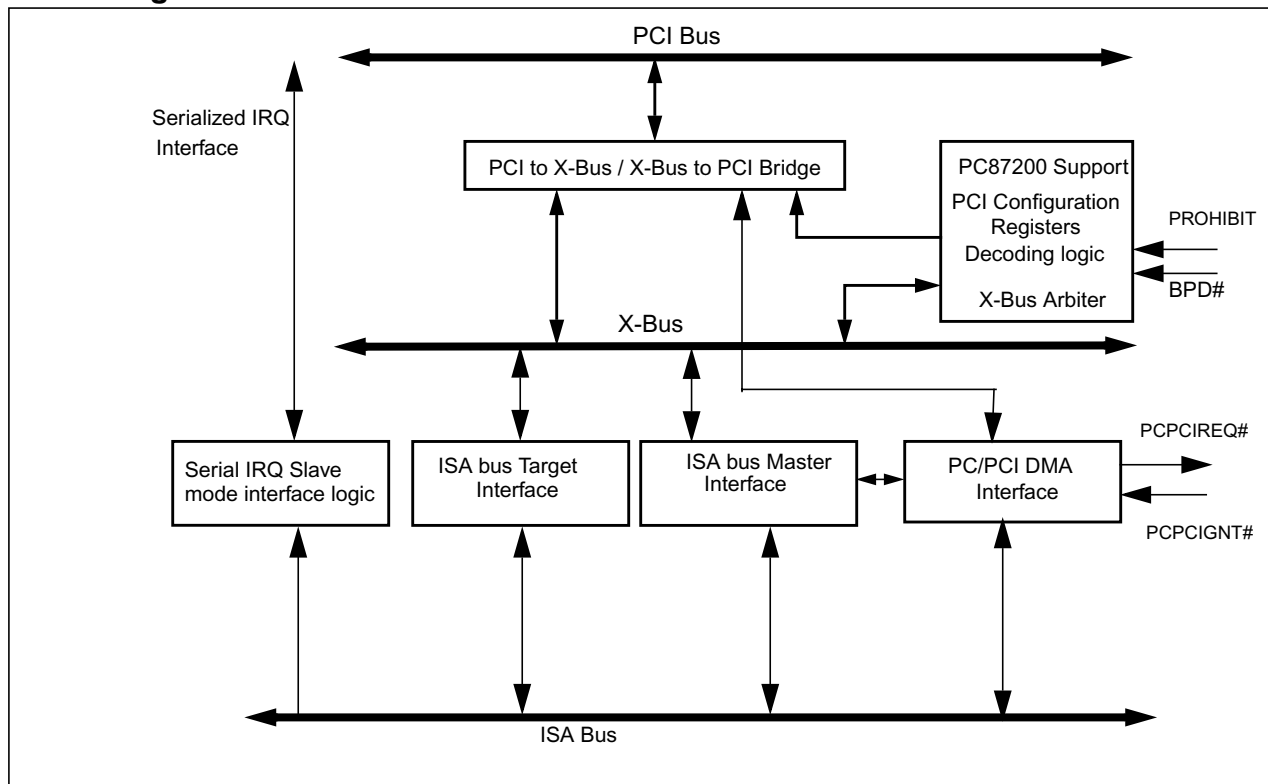 PCI Bus
Serialized IRQ
Interface
PCI to X-Bus / X-Bus to PCI Bridge
PC87200 Support
PCI Configuration
Registers
Decoding logic
X-Bus Arbiter
PROHIBIT
BPD#
X-Bus
Serial IRQ Slave
mode interface logic
ISA bus Target
Interface
ISA bus Master
Interface
PC/PCI DMA
Interface
PCPCIREQ#
PCPCIGNT#
ISA Bus